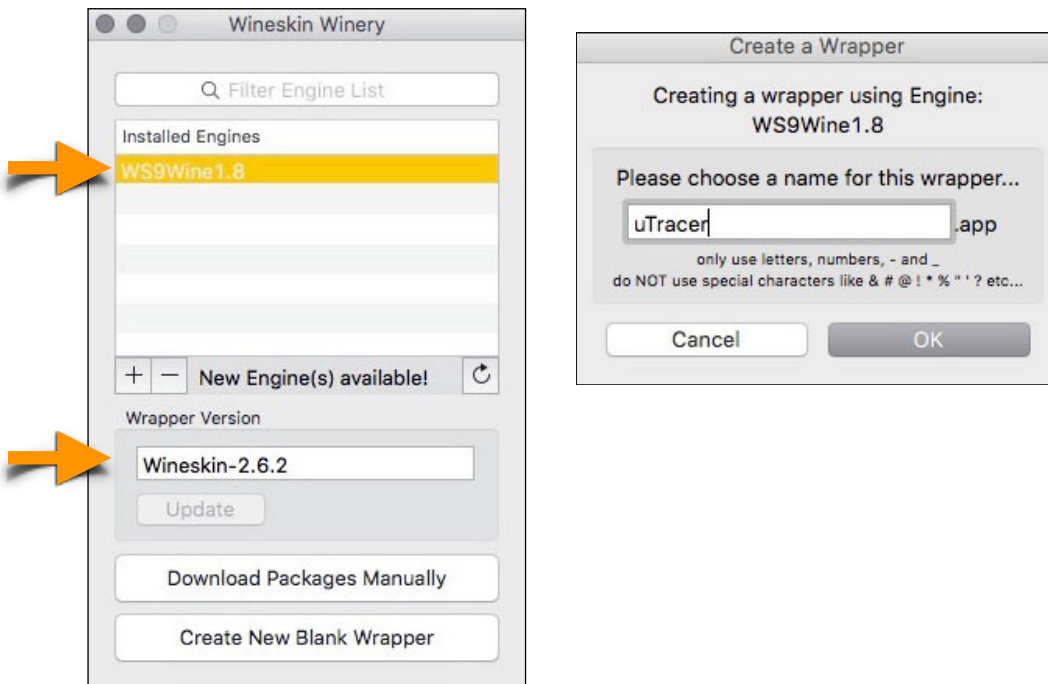 Wineskin Winery
Filter Engine List
Installed Engines
WS9Wine1.8
+ − New Engine(s) available!
Wrapper Version
Wineskin-2.6.2
Update
Download Packages Manually
Create New Blank Wrapper
Create a Wrapper
Creating a wrapper using Engine:
WS9Wine1.8
Please choose a name for this wrapper...
uTracer .app
only use letters, numbers, - and _
do NOT use special characters like & # @ ! * % " ' ? etc...
Cancel OK